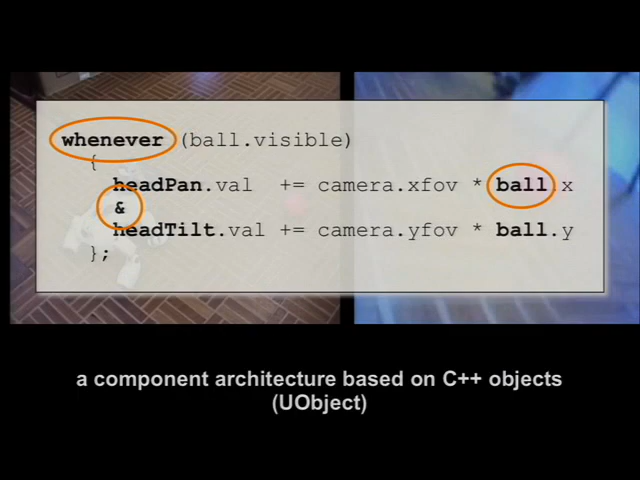 whenever (ball.visible)
{
headPan.val += camera.xfov * ball.x
&
headTilt.val += camera.yfov * ball.y
};
a component architecture based on C++ objects
(UObject)